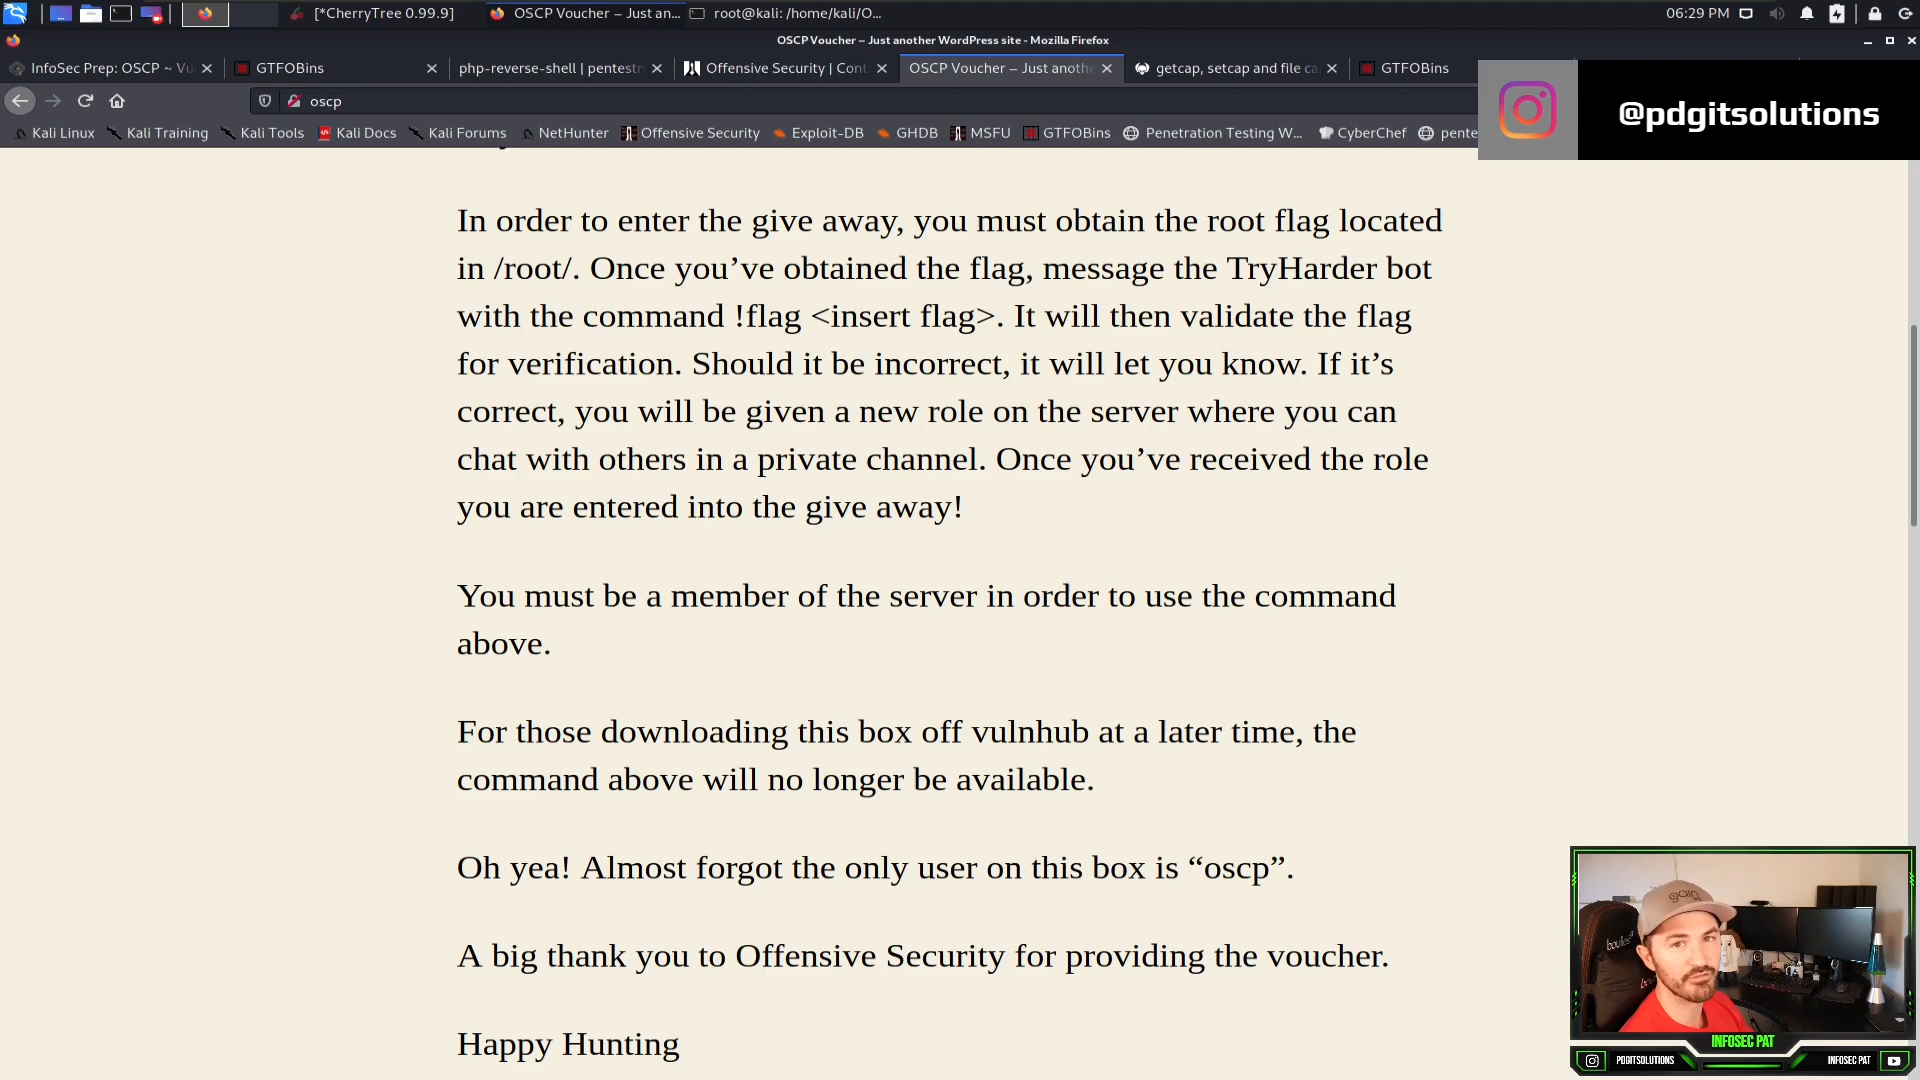 [*CherryTree 0.99.9]
OSCP Voucher – Just an...
root@kali: /home/kali/O...
06:29 PM
OSCP Voucher – Just another WordPress site - Mozilla Firefox
InfoSec Prep: OSCP ~ Vu
GTFOBins
php-reverse-shell | pentestm
Offensive Security | Cont
OSCP Voucher – Just anothe
getcap, setcap and file ca
GTFOBins
oscp
@pdgitsolutions
Kali Linux
Kali Training
Kali Tools
Kali Docs
Kali Forums
NetHunter
Offensive Security
Exploit-DB
GHDB
MSFU
GTFOBins
Penetration Testing W...
CyberChef
pente
In order to enter the give away, you must obtain the root flag located
in /root/. Once you’ve obtained the flag, message the TryHarder bot
with the command !flag <insert flag>. It will then validate the flag
for verification. Should it be incorrect, it will let you know. If it’s
correct, you will be given a new role on the server where you can
chat with others in a private channel. Once you’ve received the role
you are entered into the give away!
You must be a member of the server in order to use the command
above.
For those downloading this box off vulnhub at a later time, the
command above will no longer be available.
Oh yea! Almost forgot the only user on this box is “oscp”.
A big thank you to Offensive Security for providing the voucher.
Happy Hunting
INFOSEC PAT
PDGITSOLUTIONS
INFOSEC PAT